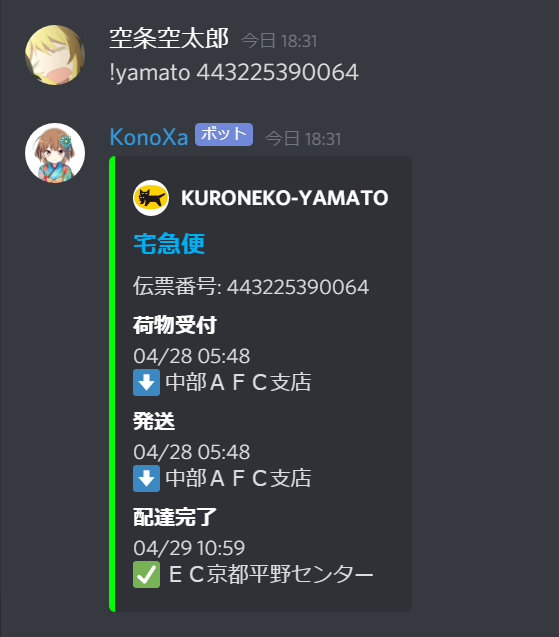 空条空太郎 今日 18:31
!yamato 443225390064
KonoXa ボット 今日 18:31
KURONEKO-YAMATO
宅急便
伝票番号: 443225390064
荷物受付
04/28 05:48
⬇ 中部ＡＦＣ支店
発送
04/28 05:48
⬇ 中部ＡＦＣ支店
配達完了
04/29 10:59
✅ ＥＣ京都平野センター